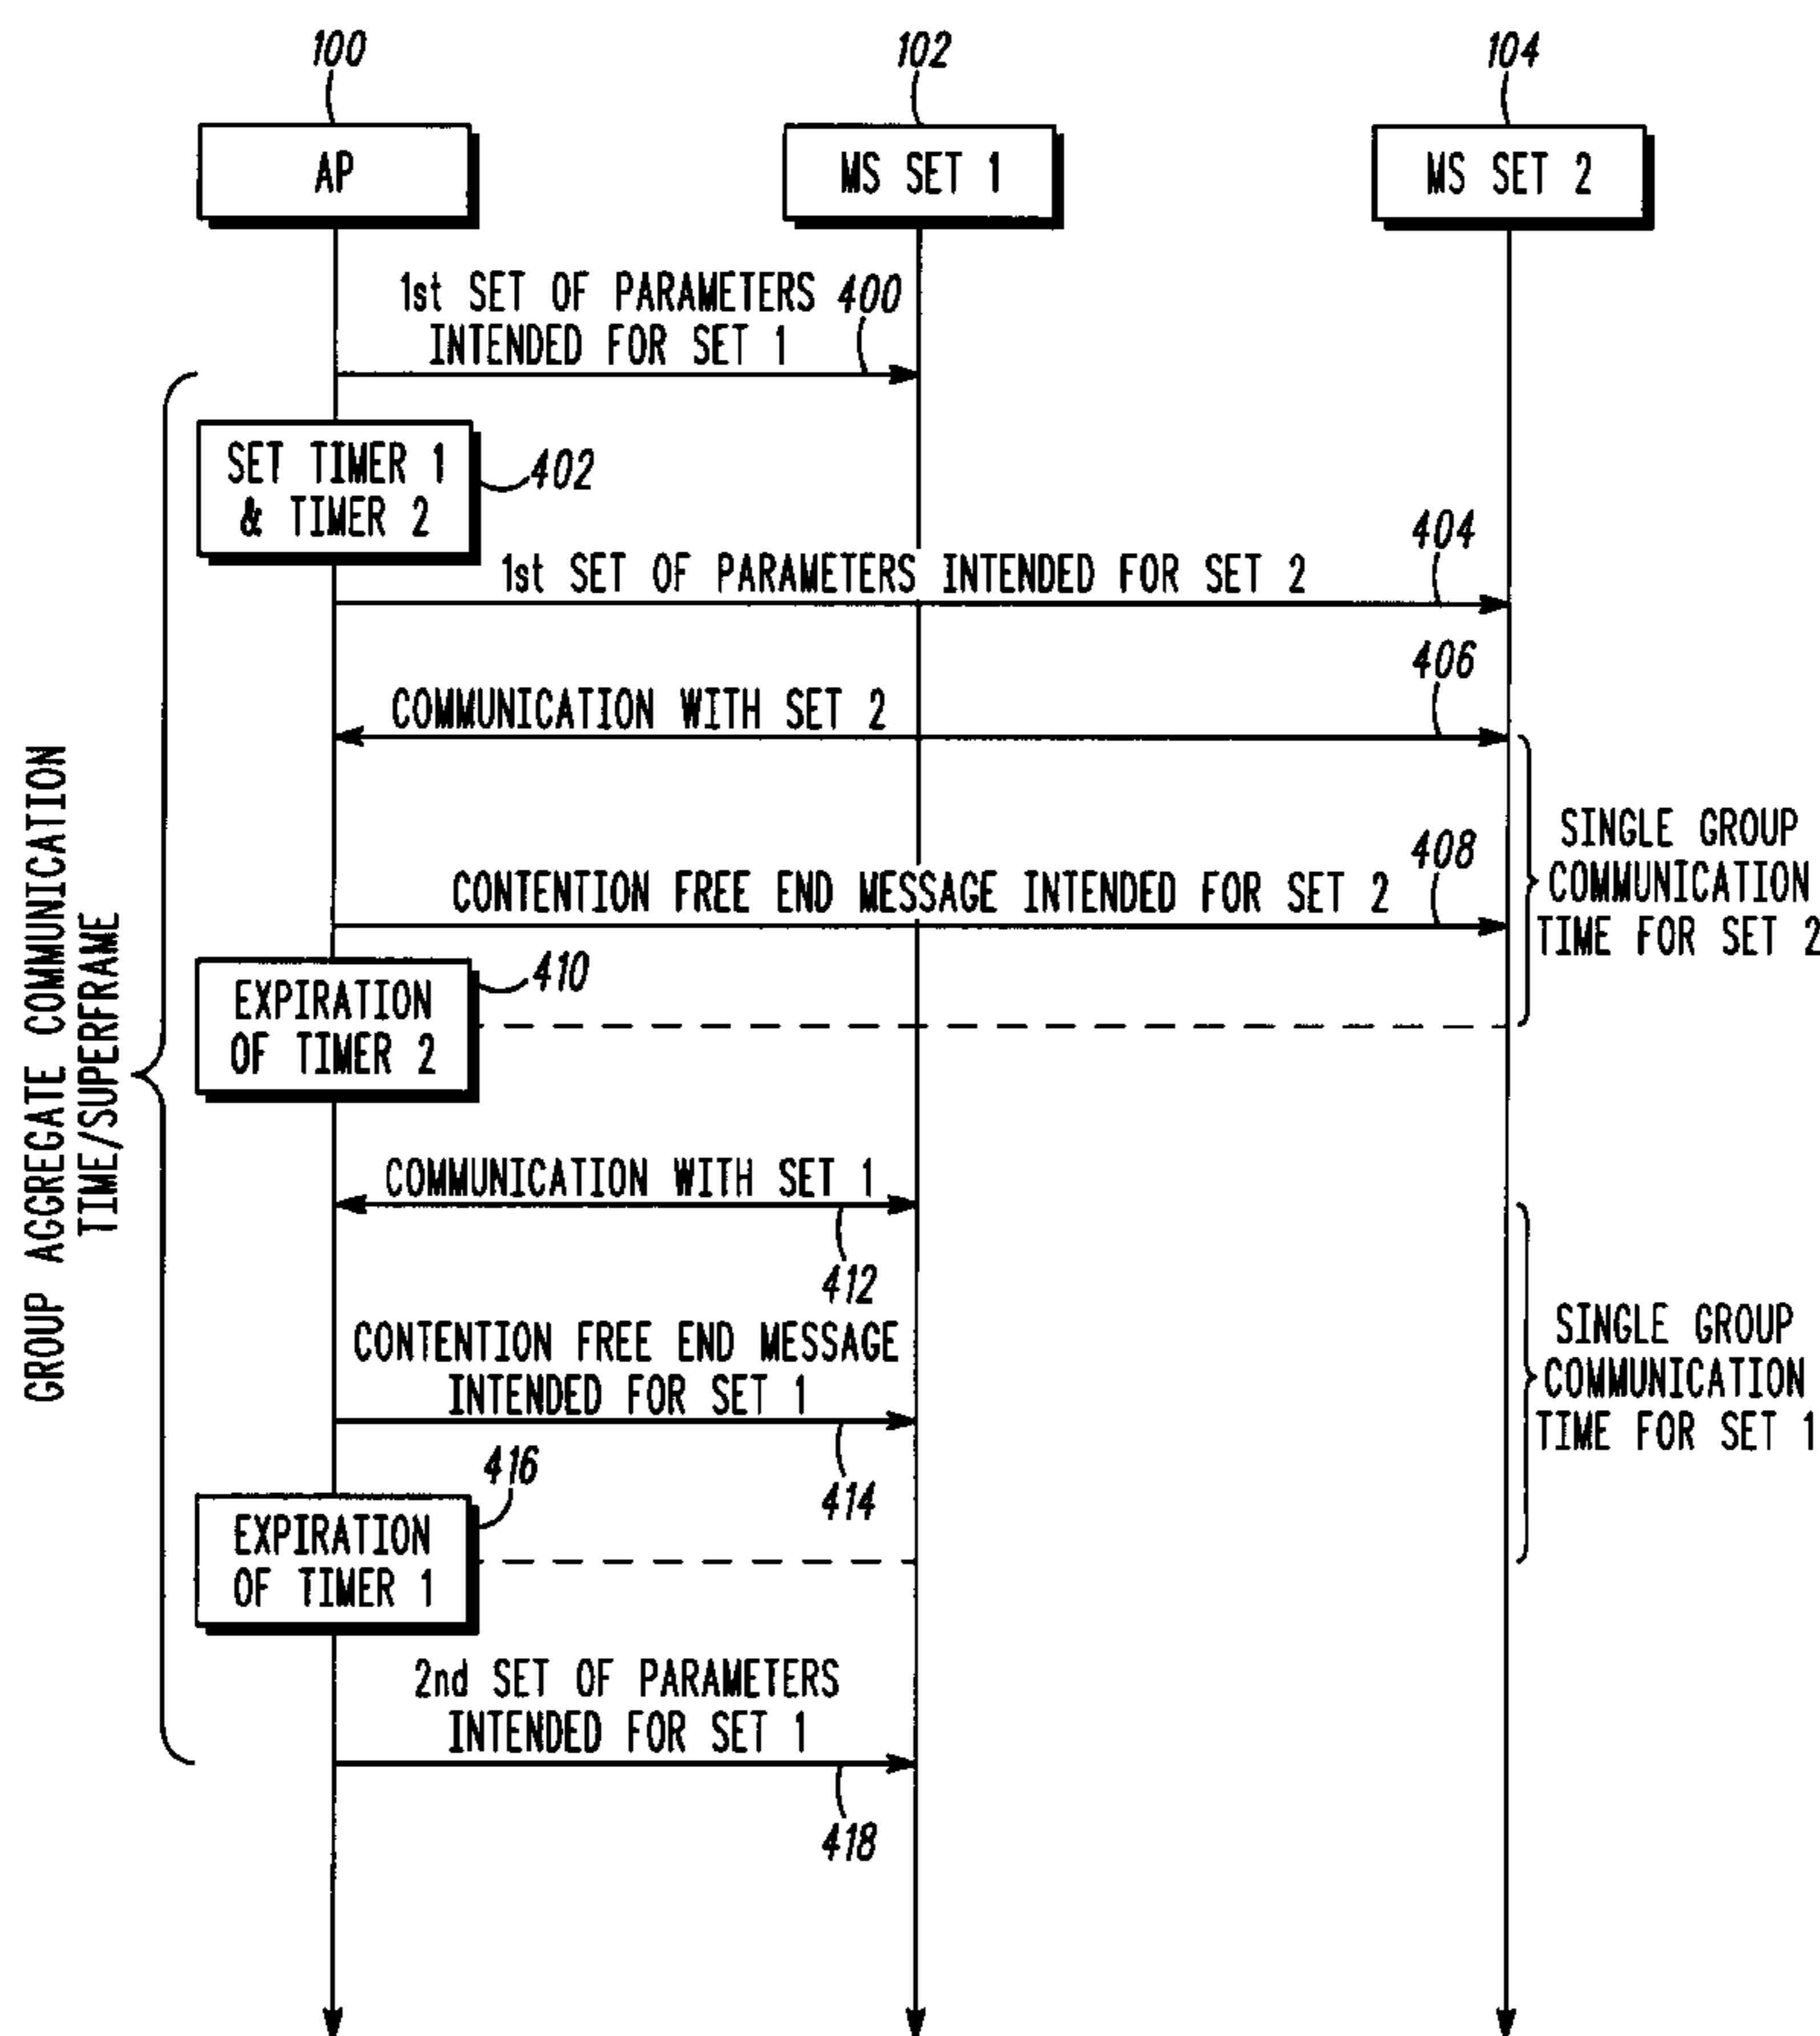 100
102
104
AP
MS SET 1
MS SET 2
1st SET OF PARAMETERS
INTENDED FOR SET 1
400
SET TIMER 1
& TIMER 2
402
1st SET OF PARAMETERS INTENDED FOR SET 2
404
COMMUNICATION WITH SET 2
406
SINGLE GROUP
COMMUNICATION
TIME FOR SET 2
CONTENTION FREE END MESSAGE INTENDED FOR SET 2
408
EXPIRATION
OF TIMER 2
410
GROUP AGGREGATE COMMUNICATION
TIME/SUPERFRAME
COMMUNICATION WITH SET 1
412
CONTENTION FREE END MESSAGE
INTENDED FOR SET 1
414
SINGLE GROUP
COMMUNICATION
TIME FOR SET 1
EXPIRATION
OF TIMER 1
416
2nd SET OF PARAMETERS
INTENDED FOR SET 1
418